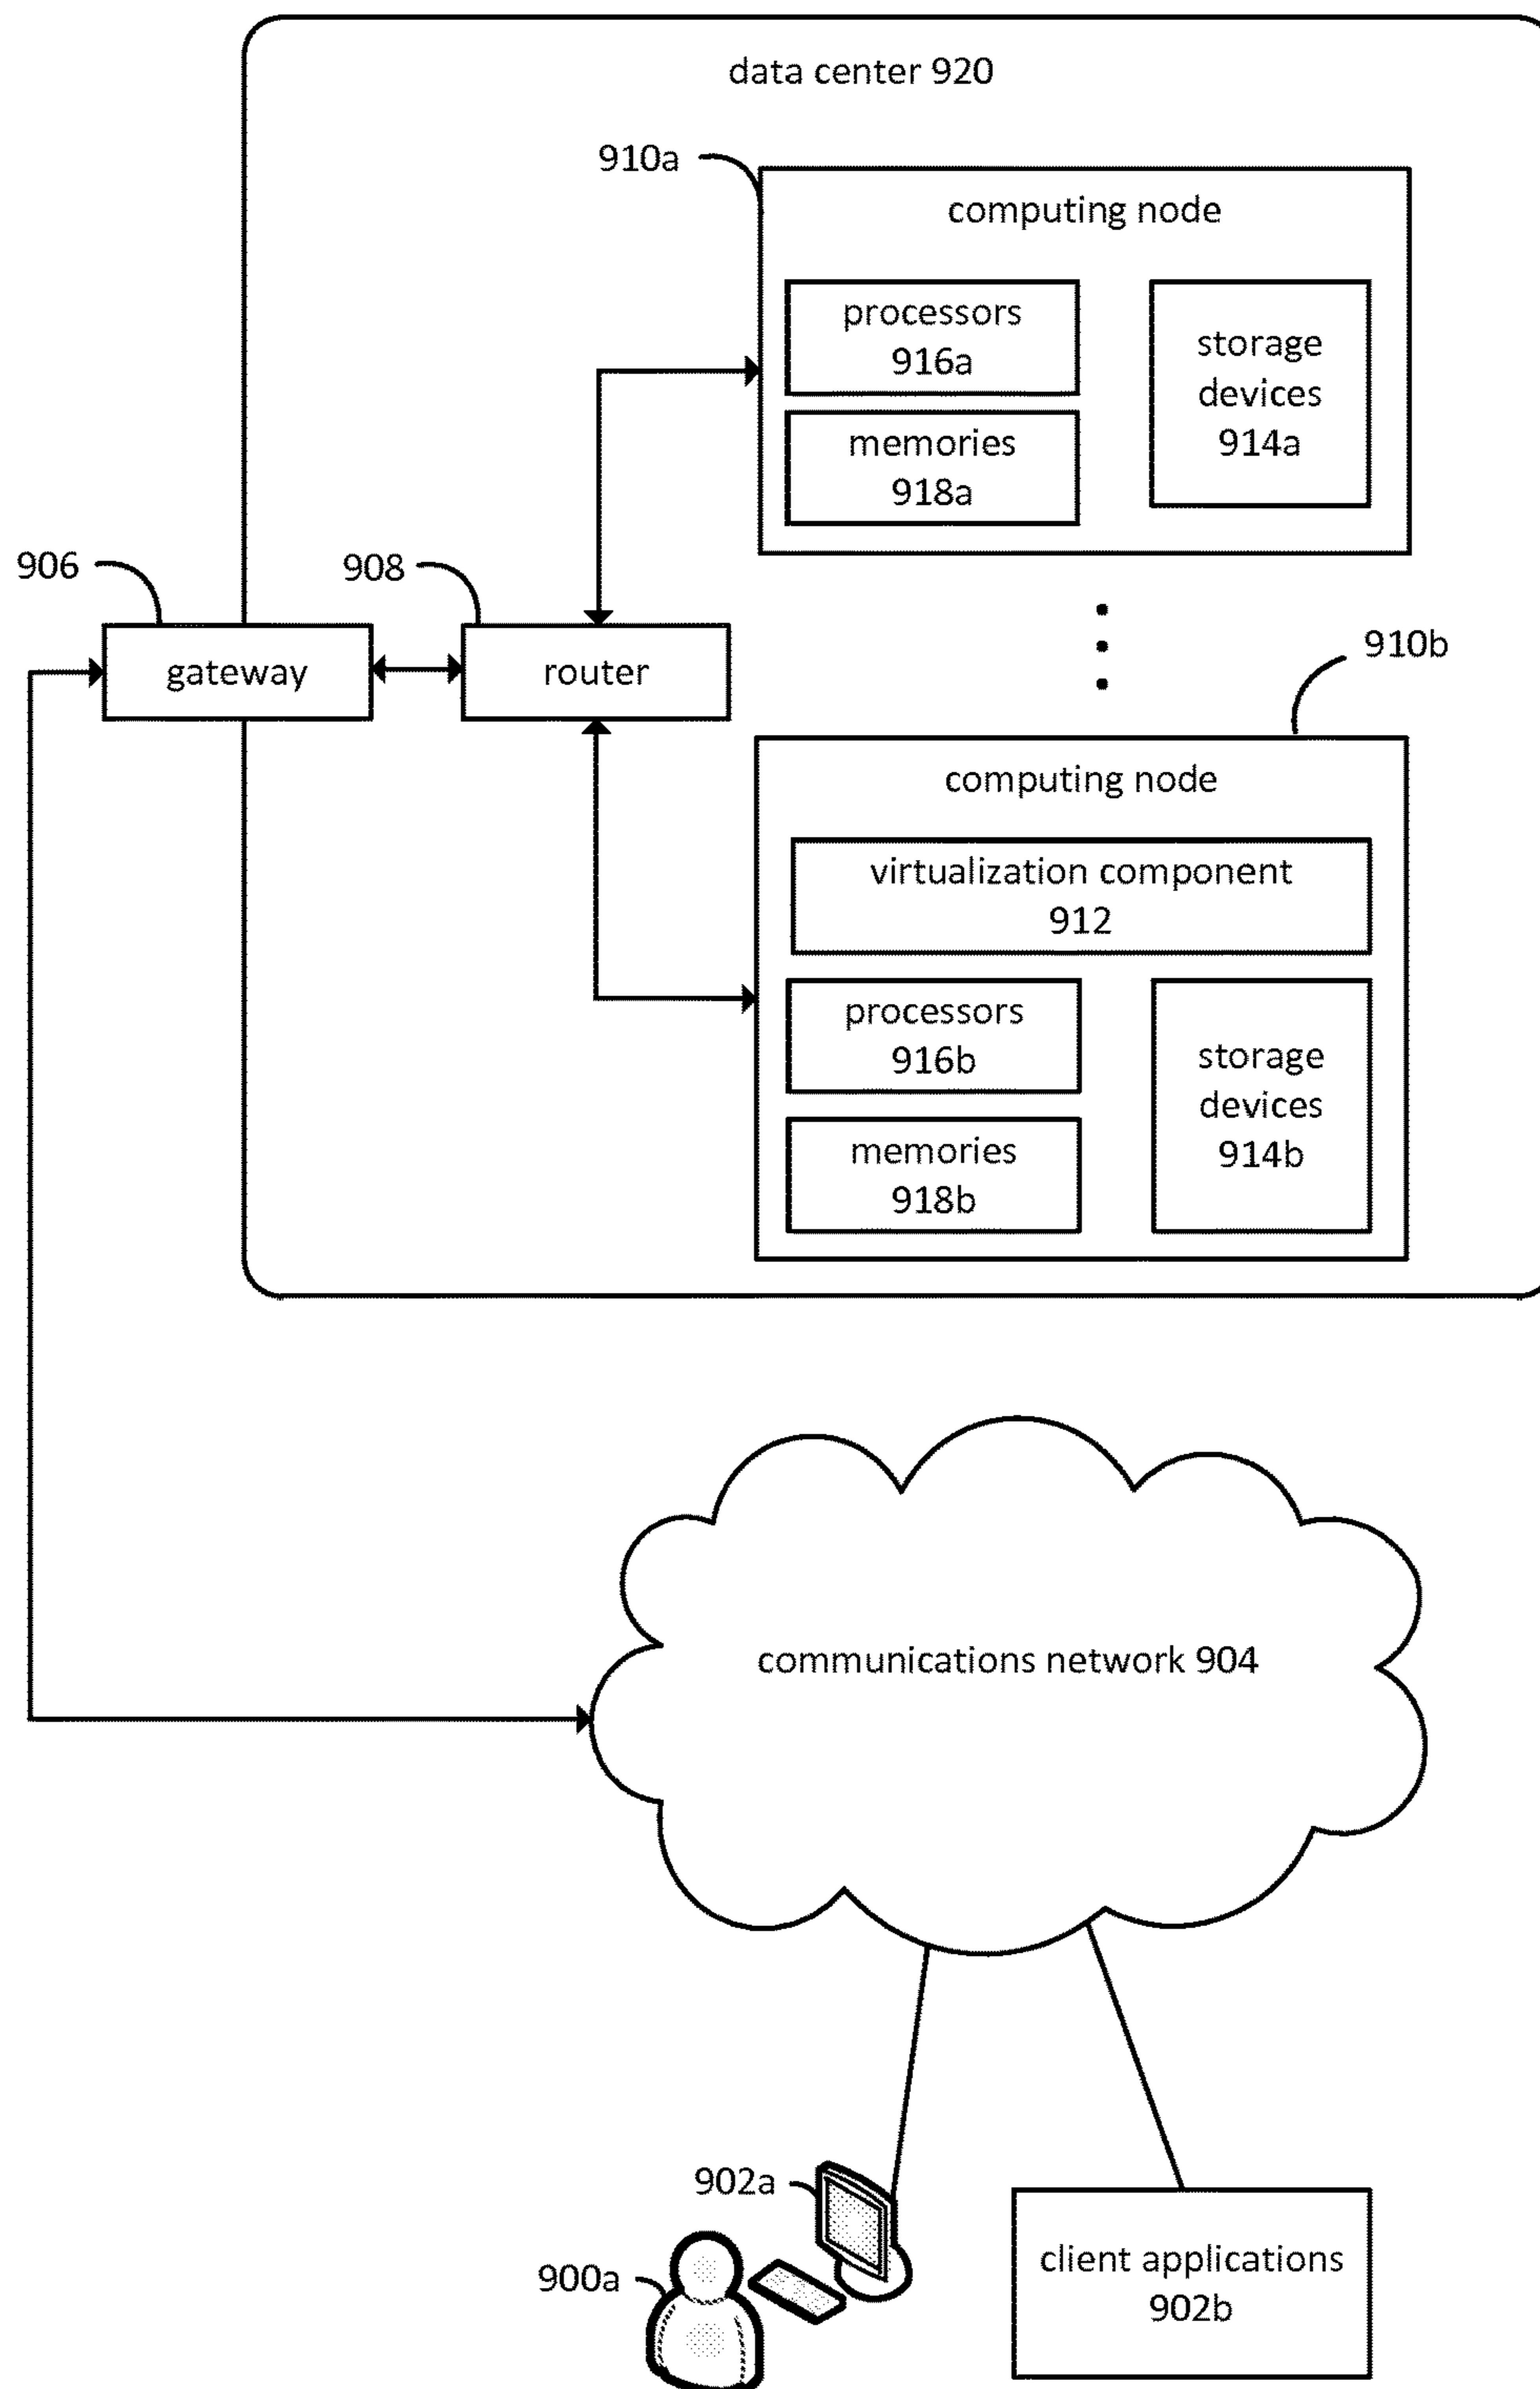 data center 920
910a
computing node
processors
916a
memories
918a
storage
devices
914a
906
gateway
908
router
910b
computing node
virtualization component
912
processors
916b
memories
918b
storage
devices
914b
communications network 904
902a
900a
client applications
902b